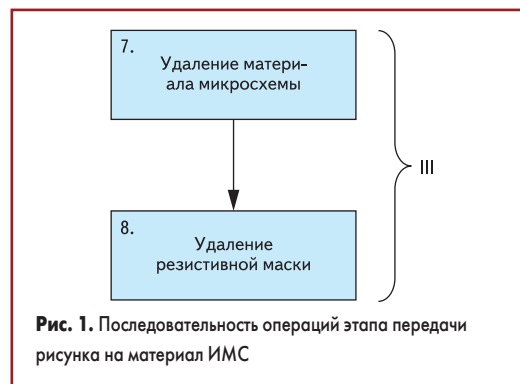 7.
Удаление матери-
ала микросхемы
III
8.
Удаление
резистивной маски
Рис. 1. Последовательность операций этапа передачи
рисунка на материал ИМС